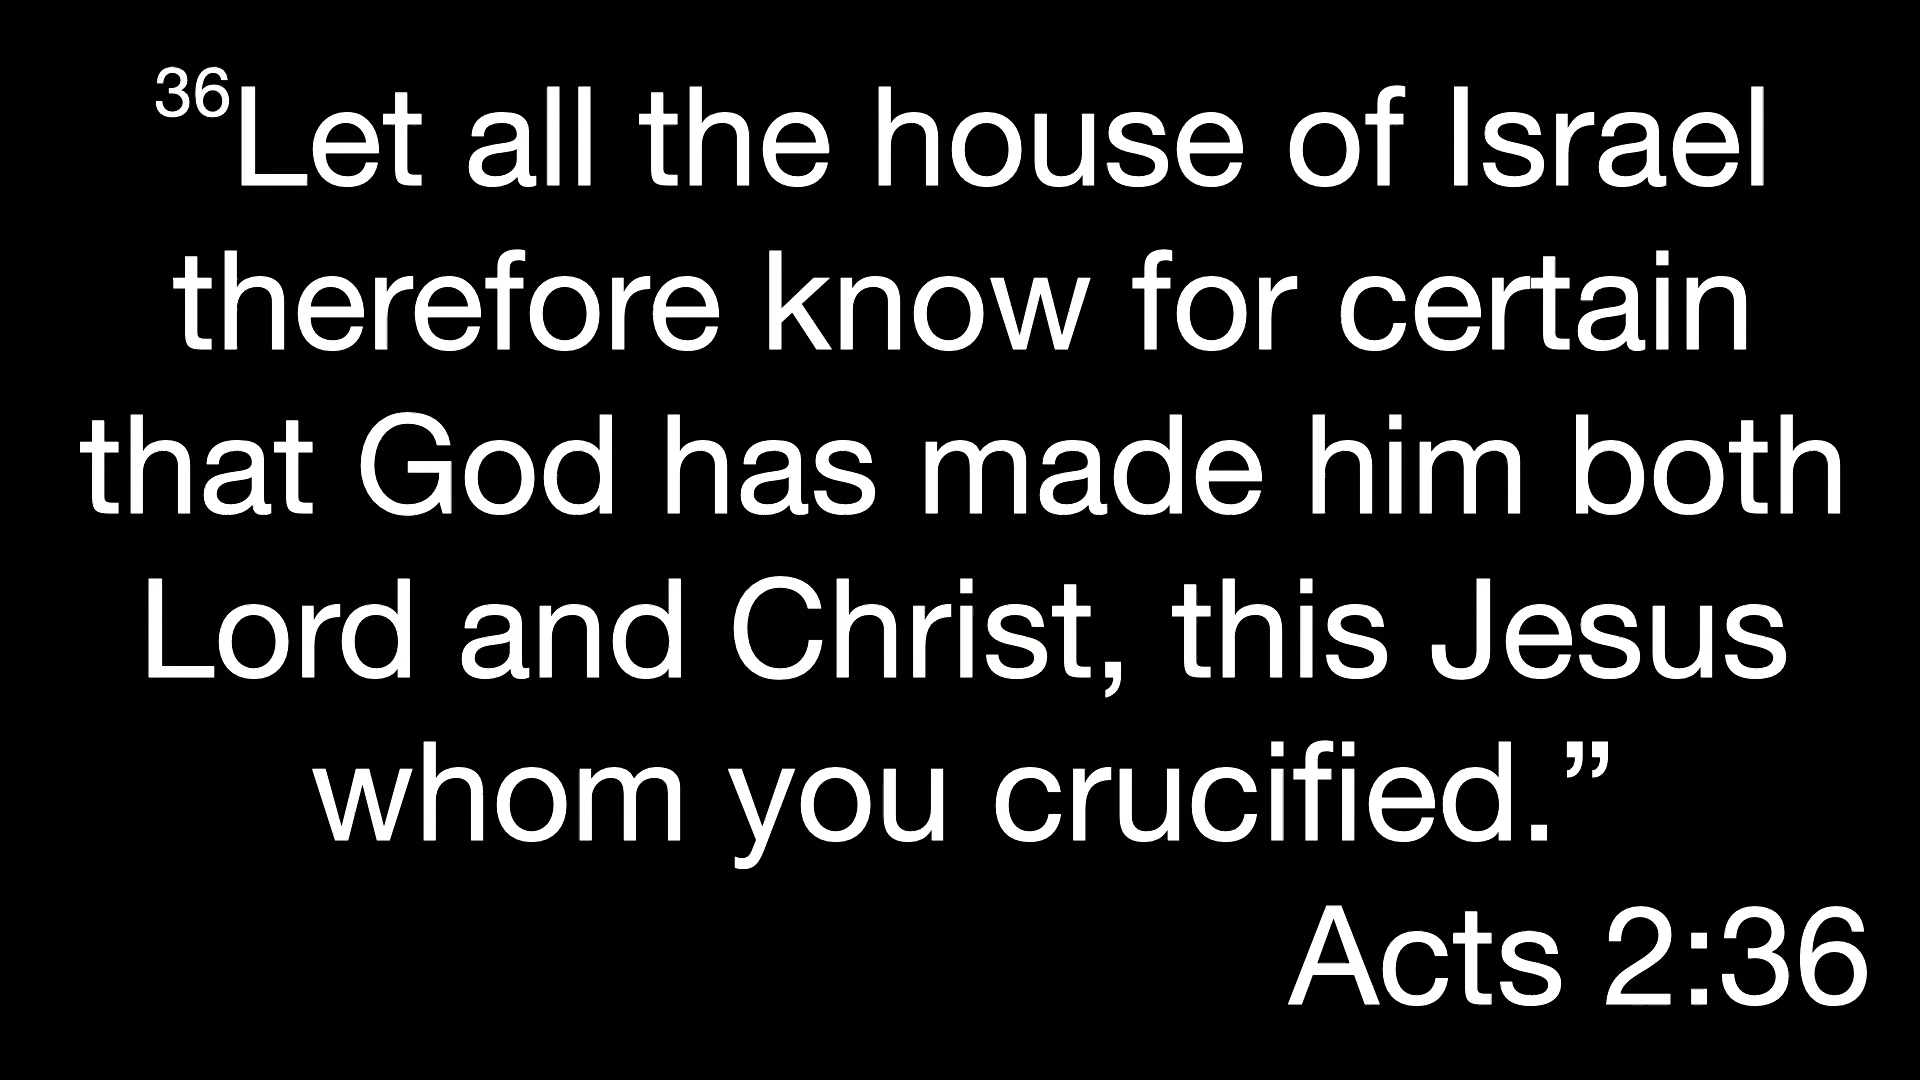 36Let all the house of Israel
therefore know for certain
that God has made him both
Lord and Christ, this Jesus
whom you crucified.”
Acts 2:36